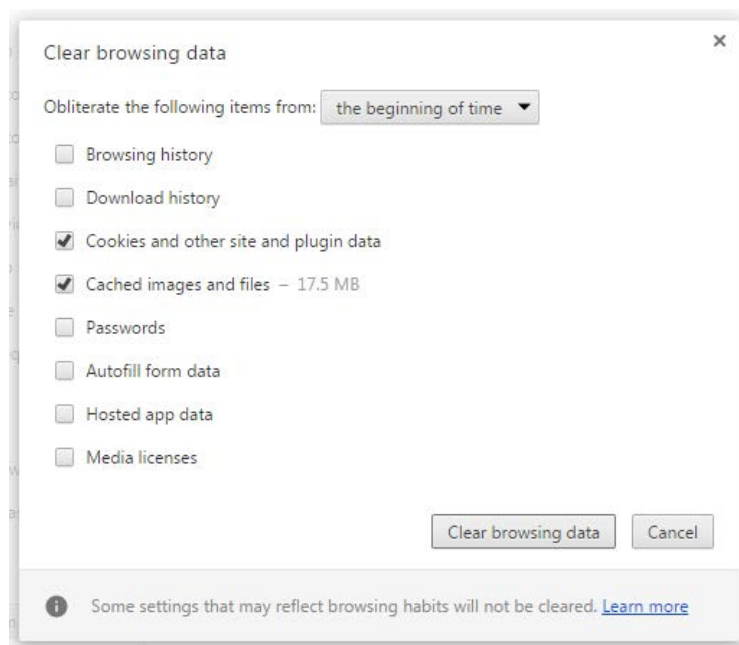 Clear browsing data
Obliterate the following items from: the beginning of time
Browsing history
Download history
Cookies and other site and plugin data
Cached images and files – 17.5 MB
Passwords
Autofill form data
Hosted app data
Media licenses
Clear browsing data Cancel
Some settings that may reflect browsing habits will not be cleared. Learn more